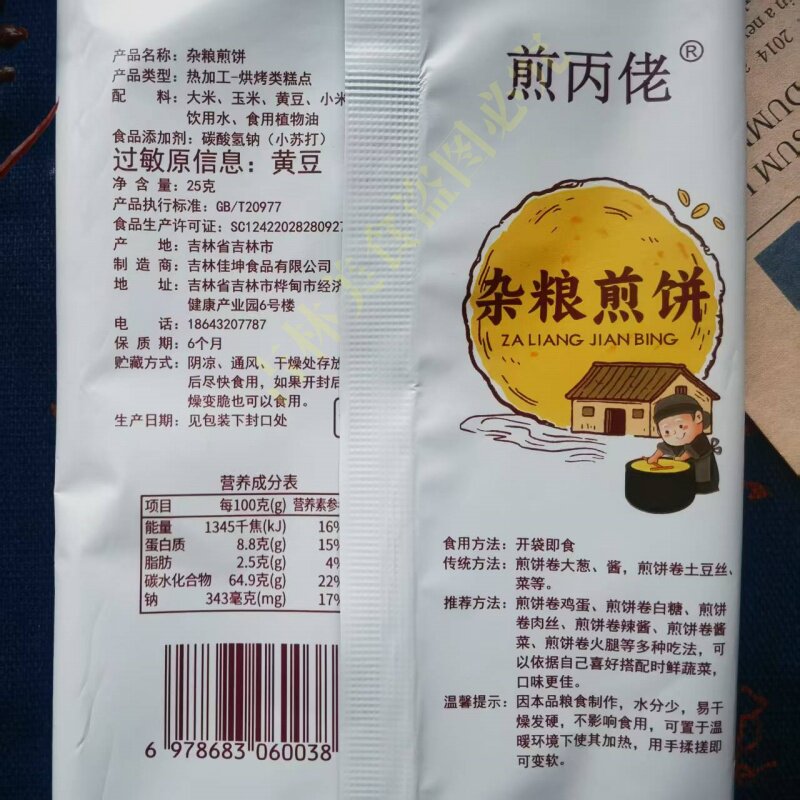 产品名称：杂粮煎饼
产品类型：热加工-烘烤类糕点
配 料：大米、玉米、黄豆、小米
饮用水、食用植物油
食品添加剂：碳酸氢钠（小苏打）
过敏原信息：黄豆
净 含 量：25克
产品执行标准：GB/T20977
食品生产许可证：SC12422028280927
产 地：吉林省吉林市
制 造 商：吉林佳坤食品有限公司
地 址：吉林省吉林市桦甸市经济
健康产业园6号楼
电 话：18643207787
保 质 期：6个月
贮藏方式：阴凉、通风、干燥处存放
后尽快食用，如果开封后
燥变脆也可以食用。
生产日期：见包装下封口处
营养成分表
项目 每100克(g) 营养素参
能量 1345千焦(kJ) 16%
蛋白质 8.8克(g) 15%
脂肪 2.5克(g) 4%
碳水化合物 64.9克(g) 22%
钠 343毫克(mg) 17%
6 978683 060038
煎丙佬®
杂粮煎饼
ZA LIANG JIAN BING
食用方法：开袋即食
传统方法：煎饼卷大葱、酱，煎饼卷土豆丝、
菜等。
推荐方法：煎饼卷鸡蛋、煎饼卷白糖、煎饼
卷肉丝、煎饼卷辣酱、煎饼卷酱
菜、煎饼卷火腿等多种吃法，可
以依据自己喜好搭配时鲜蔬菜，
口味更佳。
温馨提示：因本品粮食制作，水分少，易干
燥发硬，不影响食用，可置于温
暖环境下使其加热，用手揉搓即
可变软。
吉林美食盗图必究
in a new
2014
SUM
DUMI